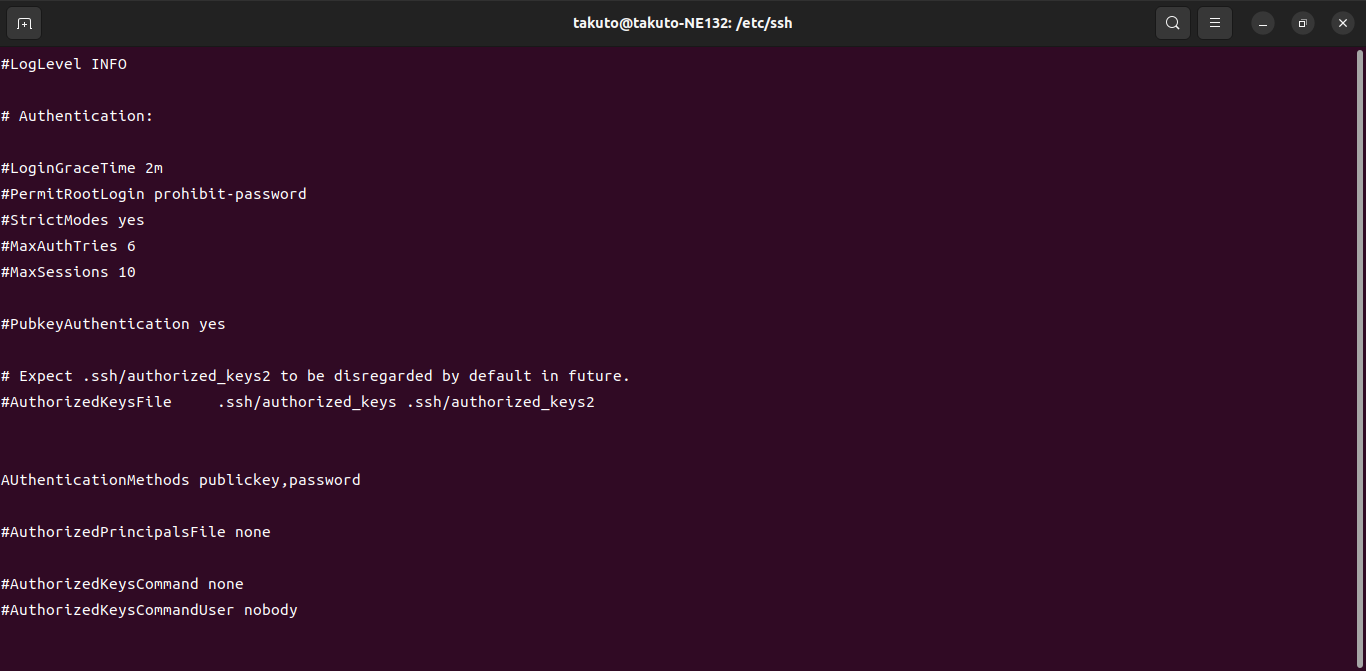 takuto@takuto-NE132: /etc/ssh
#LogLevel INFO
# Authentication:
#LoginGraceTime 2m
#PermitRootLogin prohibit-password
#StrictModes yes
#MaxAuthTries 6
#MaxSessions 10
#PubkeyAuthentication yes
# Expect .ssh/authorized_keys2 to be disregarded by default in future.
#AuthorizedKeysFile     .ssh/authorized_keys .ssh/authorized_keys2
AUthenticationMethods publickey,password
#AuthorizedPrincipalsFile none
#AuthorizedKeysCommand none
#AuthorizedKeysCommandUser nobody